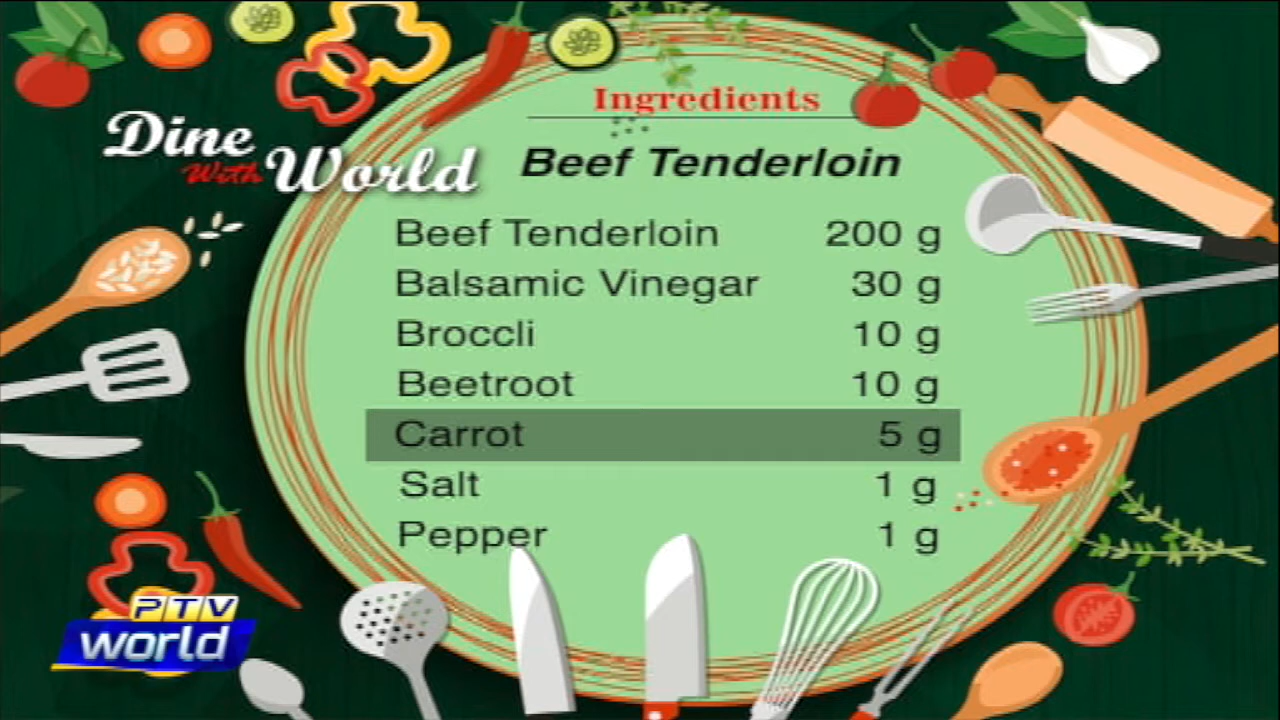 Ingredients
Dine
With World
Beef Tenderloin
Beef Tenderloin 200 g
Balsamic Vinegar 30 g
Broccli 10 g
Beetroot 10 g
Carrot 5 g
Salt 1 g
Pepper 1 g
PTV
world